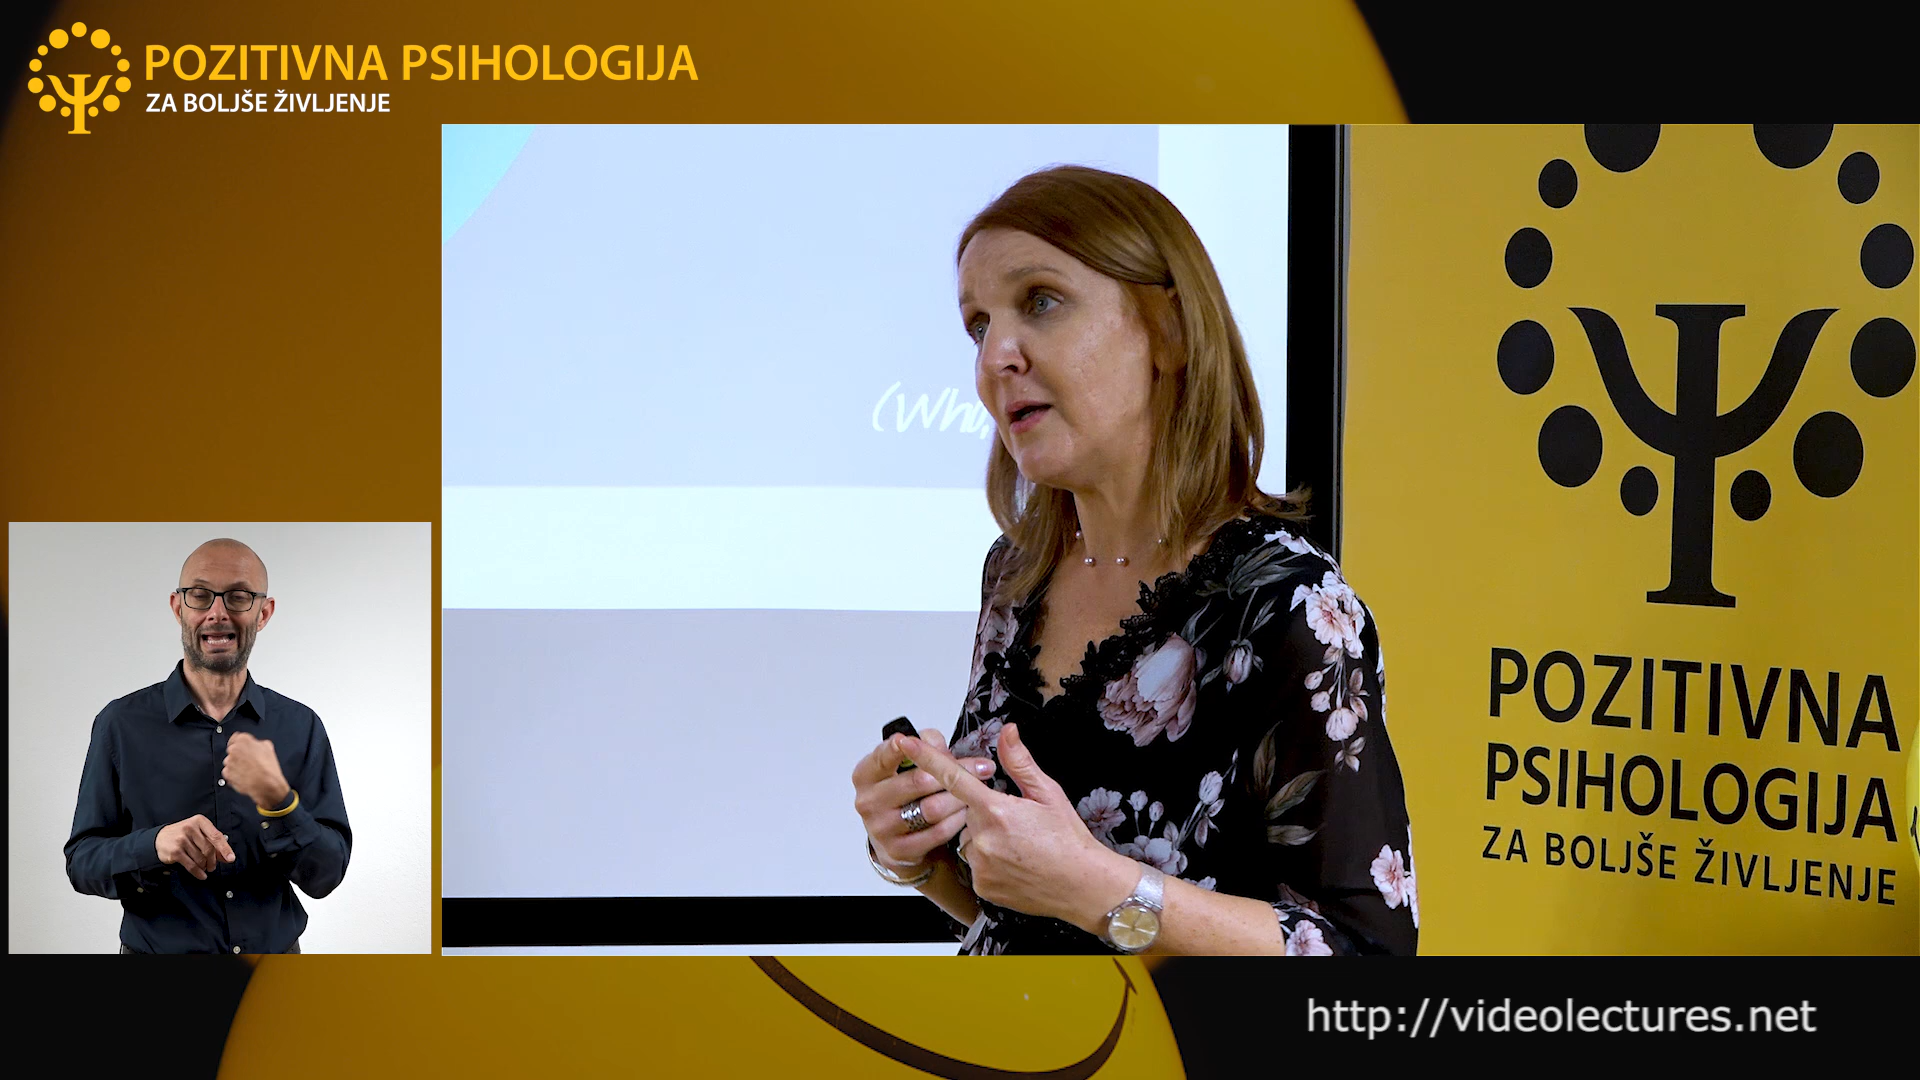 POZITIVNA PSIHOLOGIJA
ZA BOLJŠE ŽIVLJENJE
POZITIVNA
PSIHOLOGIJA
ZA BOLJŠE ŽIVLJENJE
http://videolectures.net